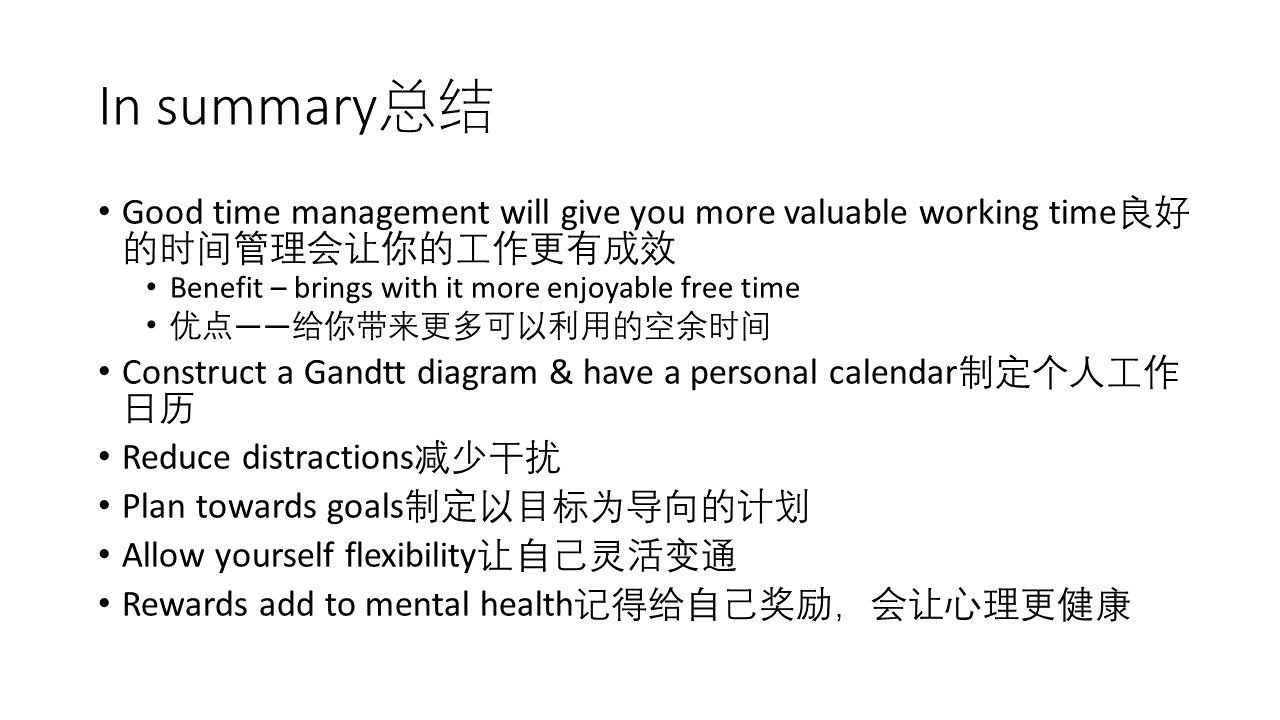 In summary总结
• Good time management will give you more valuable working time良好
的时间管理会让你的工作更有成效
• Benefit – brings with it more enjoyable free time
• 优点——给你带来更多可以利用的空余时间
• Construct a Gandtt diagram & have a personal calendar制定个人工作
日历
• Reduce distractions减少干扰
• Plan towards goals制定以目标为导向的计划
• Allow yourself flexibility让自己灵活变通
• Rewards add to mental health记得给自己奖励，会让心理更健康